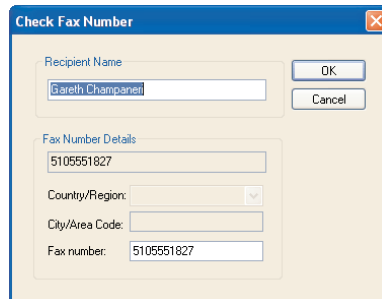 Check Fax Number
Recipient Name
Gareth Champaneri
OK
Cancel
Fax Number Details
5105551827
Country/Region:
City/Area Code:
Fax number: 5105551827